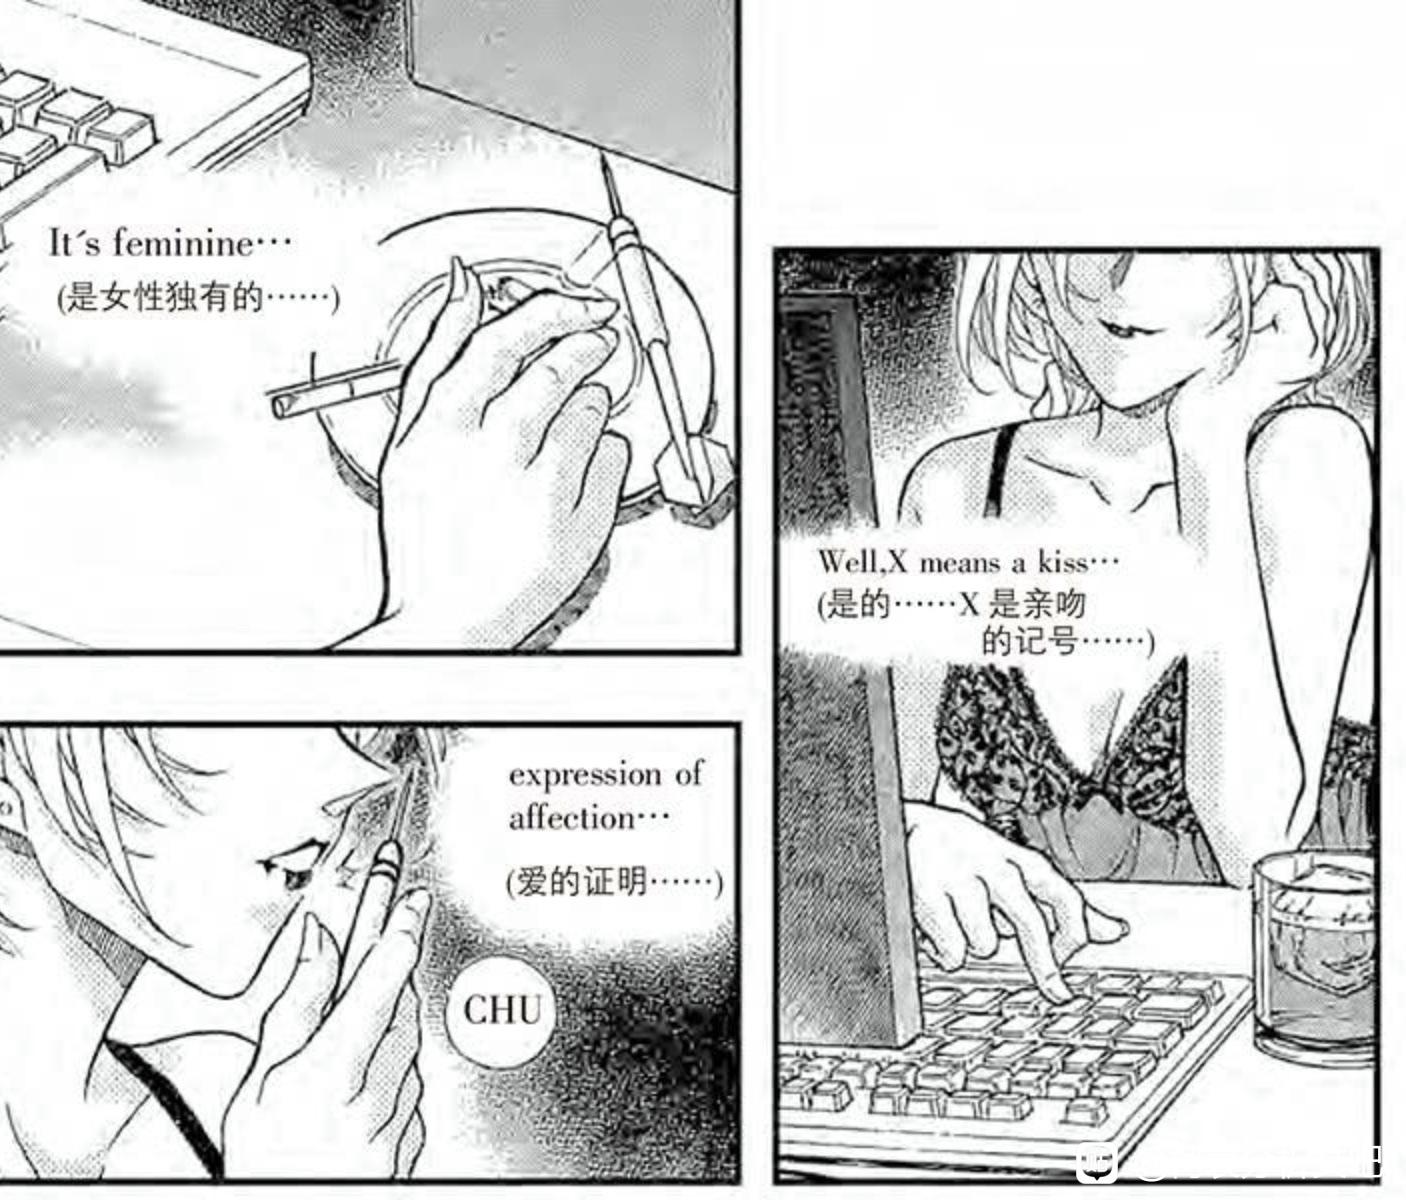 Well,X means a kiss···
(是的······X 是亲吻
的记号······)
It´s feminine···
(是女性独有的······)
expression of
affection···
(爱的证明······)
CHU